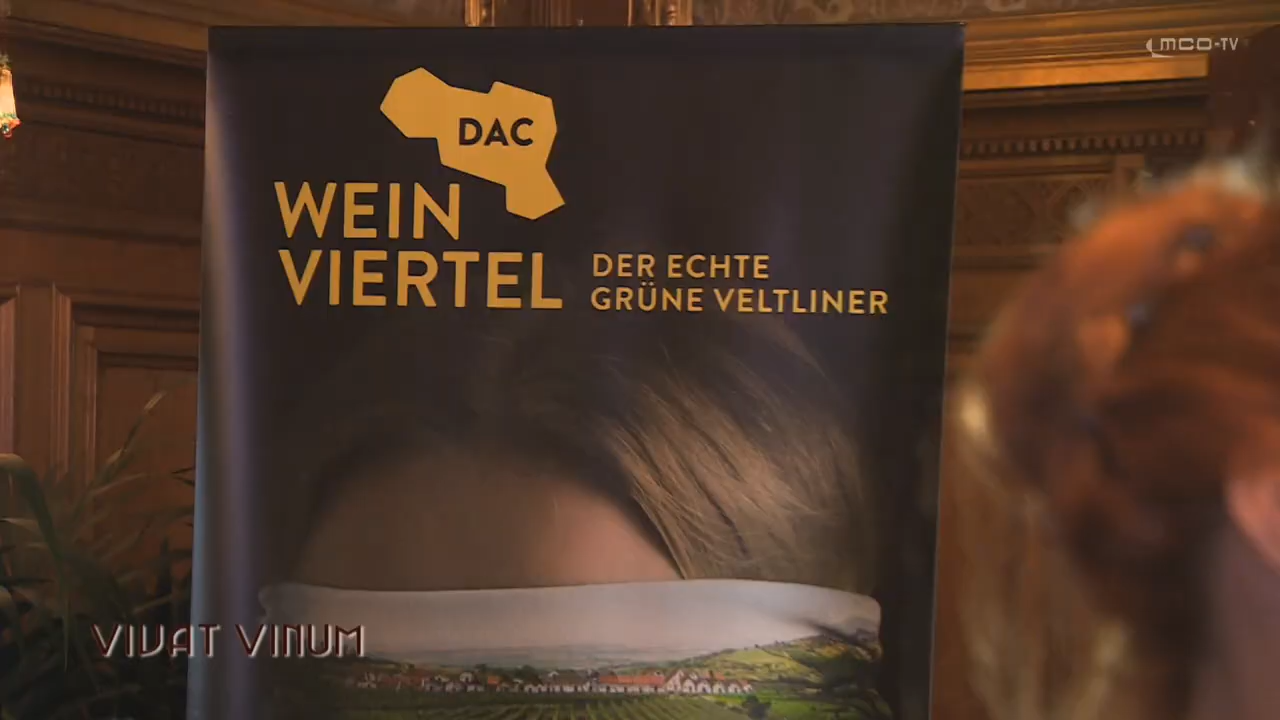 MCO-TV
DAC
WEIN
VIERTEL
DER ECHTE
GRÜNE VELTLINER
VIVAT VINUM